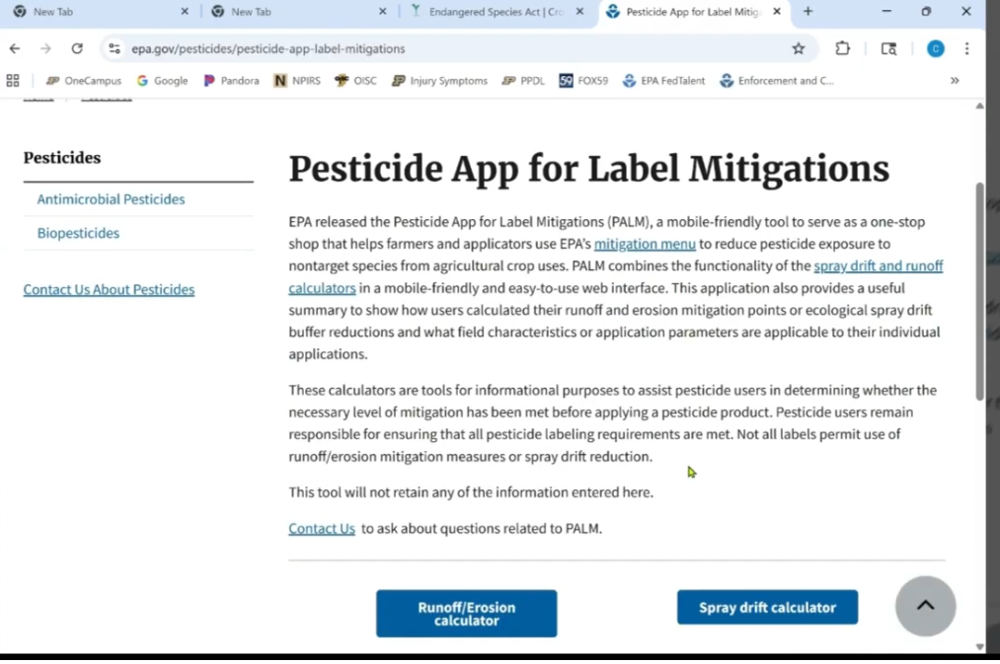 New Tab
New Tab
Endangered Species Act | Cro
Pesticide App for Label Mitig
epa.gov/pesticides/pesticide-app-label-mitigations
C
OneCampus
Google
Pandora
N NPIRS
OISC
Injury Symptoms
PPDL
59 FOX59
EPA FedTalent
Enforcement and C...
»
Pesticides
Antimicrobial Pesticides
Biopesticides
Contact Us About Pesticides
Pesticide App for Label Mitigations
EPA released the Pesticide App for Label Mitigations (PALM), a mobile-friendly tool to serve as a one-stop
shop that helps farmers and applicators use EPA's mitigation menu to reduce pesticide exposure to
nontarget species from agricultural crop uses. PALM combines the functionality of the spray drift and runoff
calculators in a mobile-friendly and easy-to-use web interface. This application also provides a useful
summary to show how users calculated their runoff and erosion mitigation points or ecological spray drift
buffer reductions and what field characteristics or application parameters are applicable to their individual
applications.
These calculators are tools for informational purposes to assist pesticide users in determining whether the
necessary level of mitigation has been met before applying a pesticide product. Pesticide users remain
responsible for ensuring that all pesticide labeling requirements are met. Not all labels permit use of
runoff/erosion mitigation measures or spray drift reduction.
This tool will not retain any of the information entered here.
Contact Us to ask about questions related to PALM.
Runoff/Erosion
calculator
Spray drift calculator